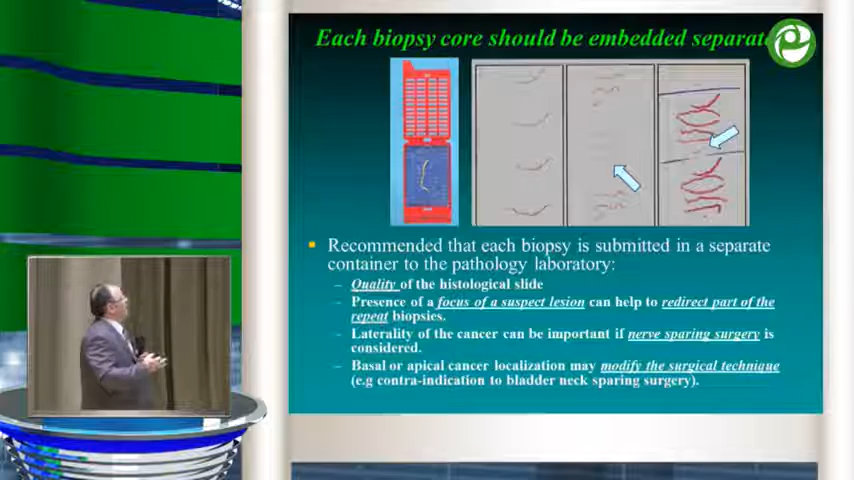 Each biopsy core should be embedded
Recommended that each biopsy is submitted in a separate
container to the pathology laboratory:
– Quality of the histological slide
– Presence of a focus of a suspect lesion can help to redirect part of the
repeat biopsies.
– Laterality of the cancer can be important if nerve sparing surgery is
considered.
– Basal or apical cancer localization may modify the surgical technique
(e.g contra-indication to bladder neck sparing surgery).